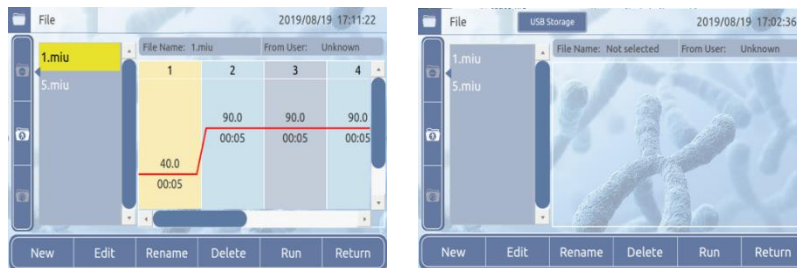 File 2019/08/19 17:11:22
1.miu
5.miu
File Name: 1.miu From User: Unknown
1 2 3 4
90.0 90.0 90.0
00:05 00:05 00:05
40.0
00:05
New Edit Rename Delete Run Return
File USB Storage 2019/08/19 17:02:36
1.miu
5.miu
File Name: Not selected From User: Unknown
New Edit Rename Delete Run Return